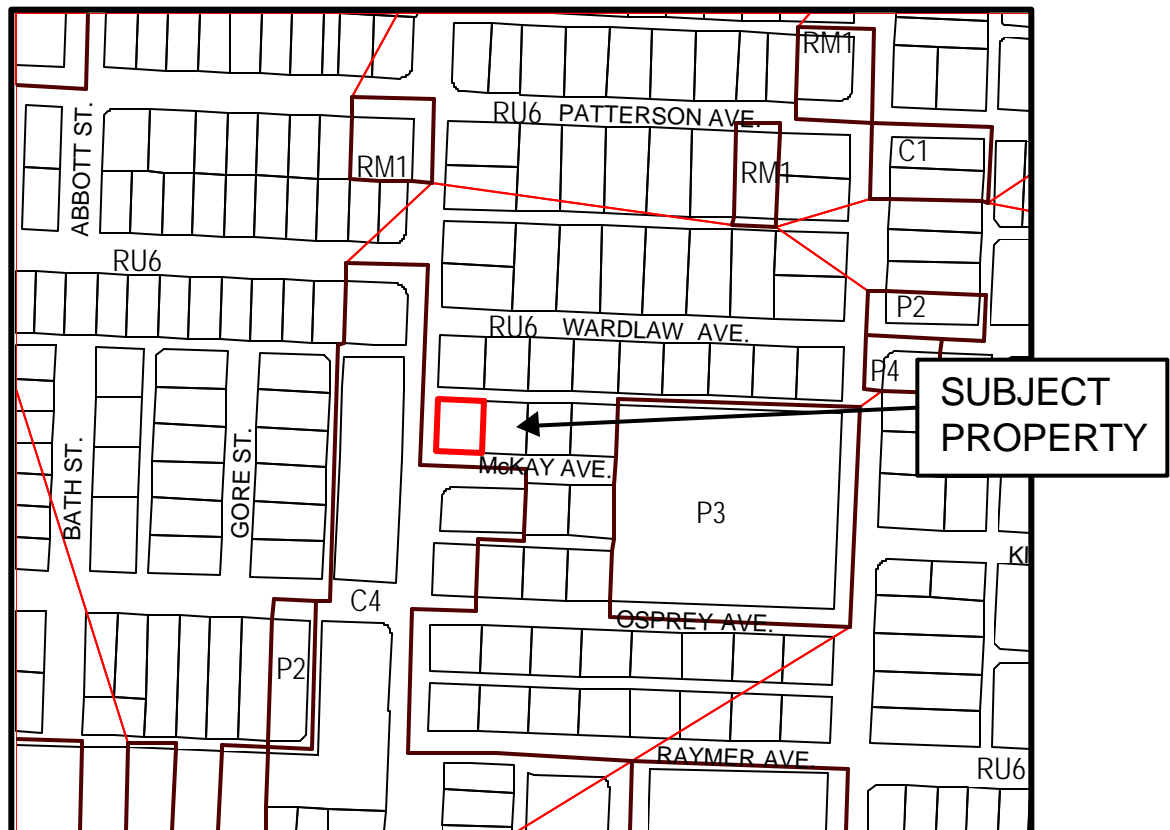 RM1
RU6 PATTERSON AVE.
ABBOTT ST.
C1
RM1
RM1
RU6
P2
RU6 WARDLAW AVE.
P4
SUBJECT
PROPERTY
McKAY AVE.
BATH ST.
GORE ST.
P3
KI
C4
OSPREY AVE.
P2
RAYMER AVE.
RU6